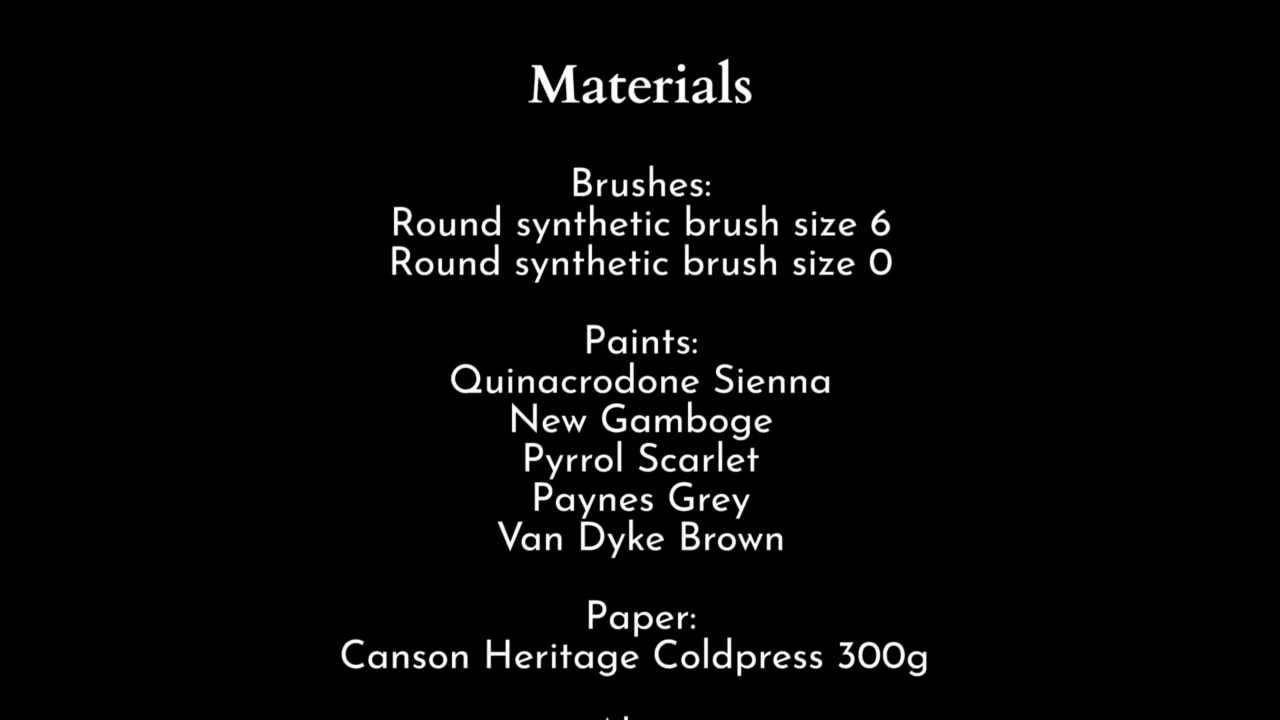 Materials
Brushes:
Round synthetic brush size 6
Round synthetic brush size 0
Paints:
Quinacrodone Sienna
New Gamboge
Pyrrol Scarlet
Paynes Grey
Van Dyke Brown
Paper:
Canson Heritage Coldpress 300g